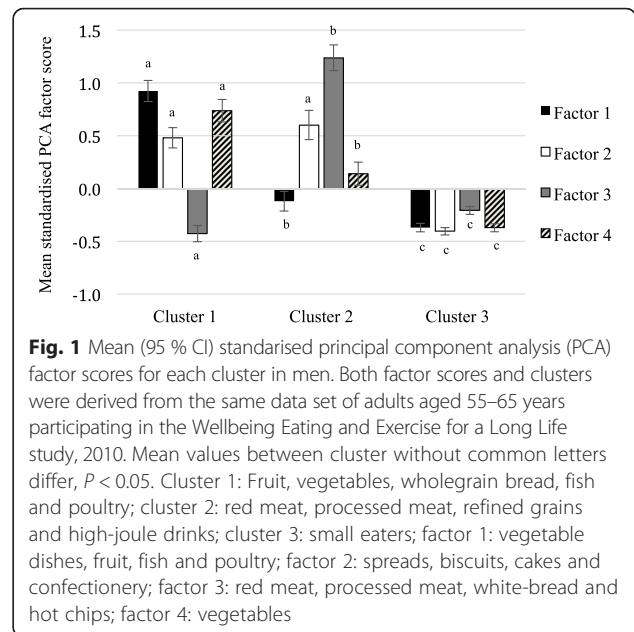 1.5
1.0
0.5
0.0
-0.5
-1.0
Mean standardised PCA factor score
a
a
a
a
b
a
b
b
c
c
c
c
Cluster 1
Cluster 2
Cluster 3
Factor 1
Factor 2
Factor 3
Factor 4
Fig. 1 Mean (95 % CI) standarised principal component analysis (PCA)
factor scores for each cluster in men. Both factor scores and clusters
were derived from the same data set of adults aged 55–65 years
participating in the Wellbeing Eating and Exercise for a Long Life
study, 2010. Mean values between cluster without common letters
differ, P < 0.05. Cluster 1: Fruit, vegetables, wholegrain bread, fish
and poultry; cluster 2: red meat, processed meat, refined grains
and high-joule drinks; cluster 3: small eaters; factor 1: vegetable
dishes, fruit, fish and poultry; factor 2: spreads, biscuits, cakes and
confectionery; factor 3: red meat, processed meat, white-bread and
hot chips; factor 4: vegetables